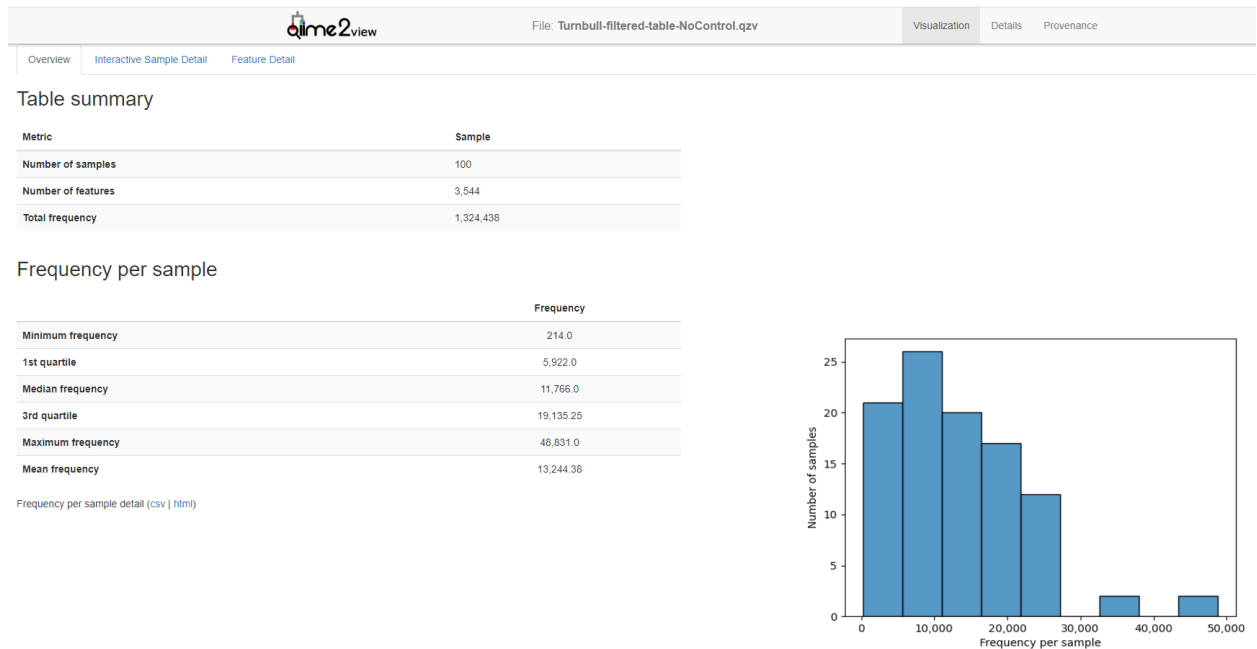 qiime2view File: Turnbull-filtered-table-NoControl.qzv Visualization Details Provenance
Overview Interactive Sample Detail Feature Detail
Table summary
Metric Sample
Number of samples 100
Number of features 3,544
Total frequency 1,324,438
Frequency per sample
Frequency
Minimum frequency 214.0
1st quartile 5,922.0
Median frequency 11,766.0
3rd quartile 19,135.25
Maximum frequency 48,831.0
Mean frequency 13,244.38
Frequency per sample detail (csv | html)
Number of samples
25
20
15
10
5
0
0 10,000 20,000 30,000 40,000 50,000
Frequency per sample